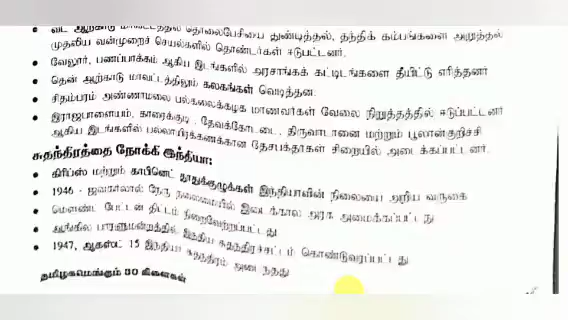 வட ஆற்காடு மாவட்டத்தில் தொலைபேசியை துண்டித்தல், தந்திக் கம்பங்களை அறுத்தல்
முதலிய வன்முறைச் செயல்களில் தொண்டர்கள் ஈடுபட்டனர்.
வேலூர், பணப்பாக்கம் ஆகிய இடங்களில் அரசாங்கக் கட்டிடங்களை தீயிட்டு எரித்தனர்
தென் ஆற்காடு மாவட்டத்திலும் கலகங்கள் வெடித்தன.
சிதம்பரம் அண்ணாமலை பல்கலைக்கழக மாணவர்கள் வேலை நிறுத்தத்தில் ஈடுபட்டனர்
இராஜபாளையம், காரைக்குடி, தேவக்கோட்டை, திருவாடானை மற்றும் பூலான்குறிச்சி
ஆகிய இடங்களில் பல்லாயிரக்கணக்கான தேசபக்தர்கள் சிறையில் அடைக்கப்பட்டனர்.
சுதந்திரத்தை நோக்கி இந்தியா:
கிரிப்ஸ் மற்றும் காபினெட் தூதுக்குழுக்கள் இந்தியாவின் நிலையை அறிய வருகை
1946 - ஜவகர்லால் நேரு தலைமையில் இடைக்கால அரசு அமைக்கப்பட்டது
மௌண்ட் பேட்டன் திட்டம் நிறைவேற்றப்பட்டது
ஆங்கில பாராளுமன்றத்தில் இந்திய சுதந்திரச்சட்டம் கொண்டுவரப்பட்டது
1947, ஆகஸ்ட் 15 இந்தியா சுதந்திரம் அடைந்தது
தமிழகமெங்கும் 80 கிளைகள்